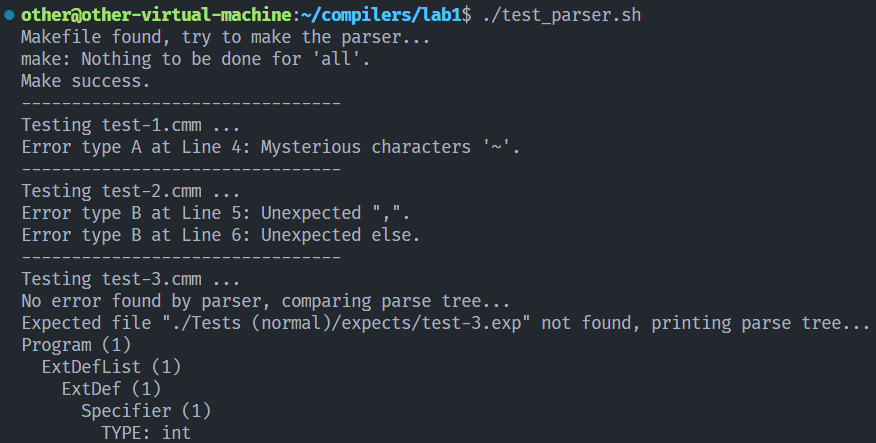 other@other-virtual-machine:~/compilers/lab1$ ./test_parser.sh
Makefile found, try to make the parser...
make: Nothing to be done for 'all'.
Make success.
--------------------------------
Testing test-1.cmm ...
Error type A at Line 4: Mysterious characters '~'.
--------------------------------
Testing test-2.cmm ...
Error type B at Line 5: Unexpected ",".
Error type B at Line 6: Unexpected else.
--------------------------------
Testing test-3.cmm ...
No error found by parser, comparing parse tree...
Expected file "./Tests (normal)/expects/test-3.exp" not found, printing parse tree...
Program (1)
  ExtDefList (1)
    ExtDef (1)
      Specifier (1)
        TYPE: int